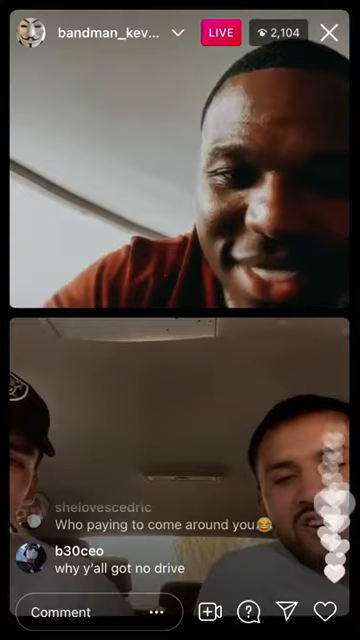 bandman_kev...
LIVE
2,104
shelovescedric
Who paying to come around you😂
b30ceo
why y'all got no drive
Comment